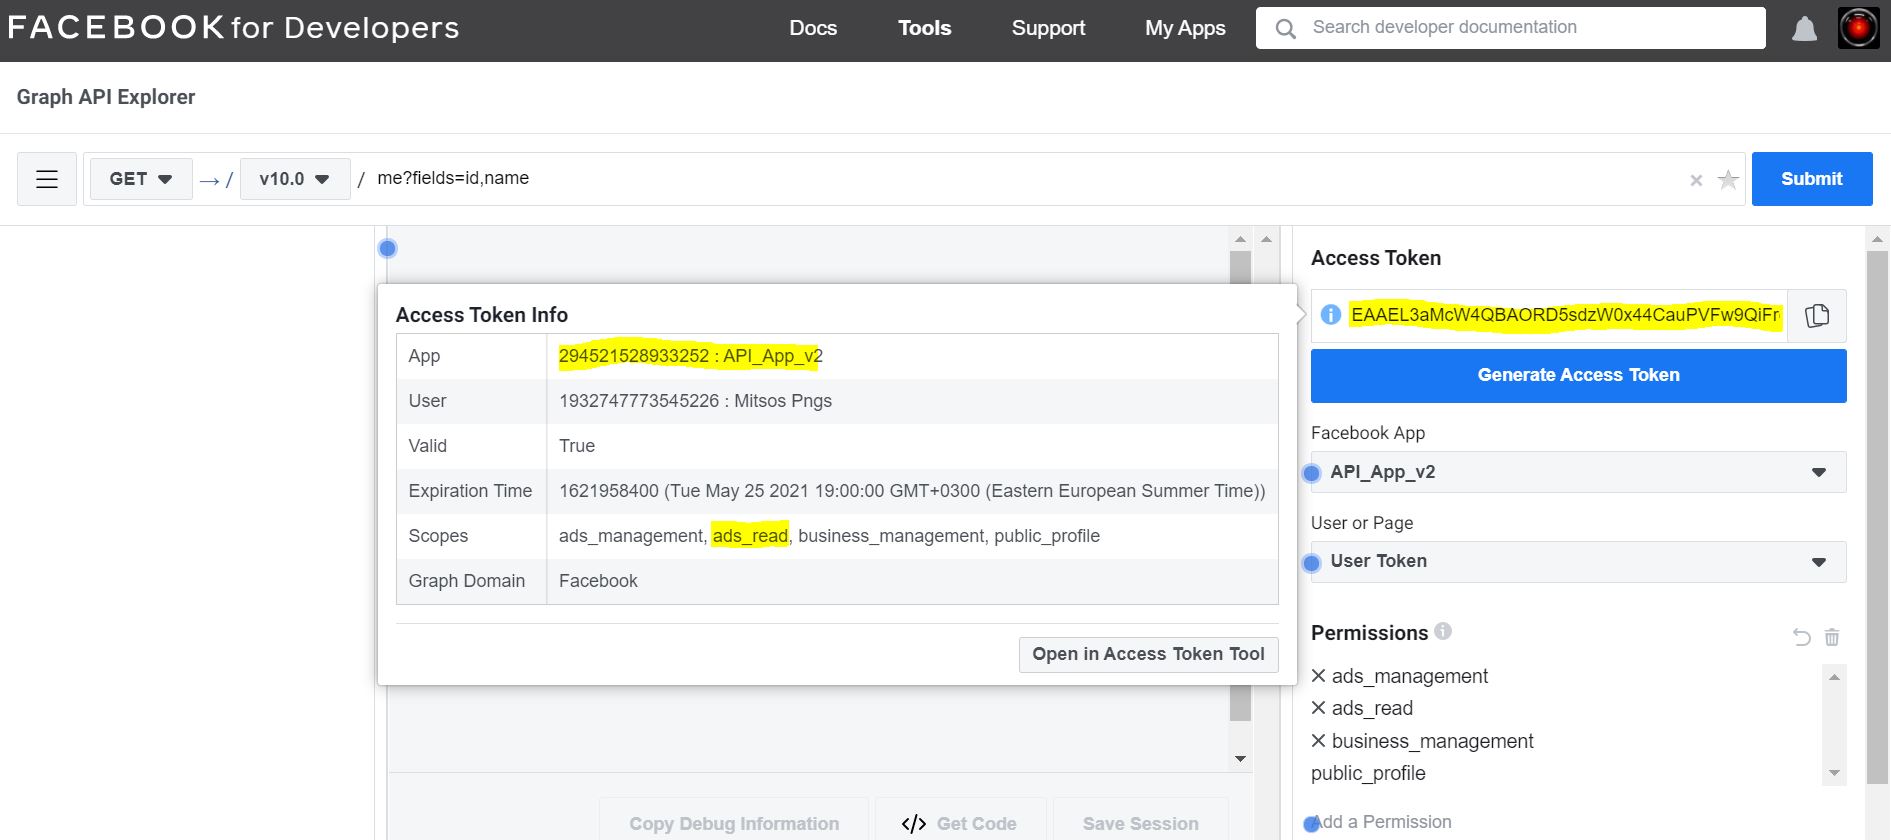 FACEBOOK for Developers Docs Tools Support My Apps Search developer documentation
Graph API Explorer
GET → / v10.0 / me?fields=id,name Submit
Access Token
EAAEL3aMcW4QBAORD5sdzW0x44CauPVFw9QiFr
Generate Access Token
Facebook App
API_App_v2
User or Page
User Token
Permissions
ads_management
ads_read
business_management
public_profile
Add a Permission
Access Token Info
App 294521528933252 : API_App_v2
User 1932747773545226 : Mitsos Pngs
Valid True
Expiration Time 1621958400 (Tue May 25 2021 19:00:00 GMT+0300 (Eastern European Summer Time))
Scopes ads_management, ads_read, business_management, public_profile
Graph Domain Facebook
Open in Access Token Tool
Copy Debug Information </> Get Code Save Session